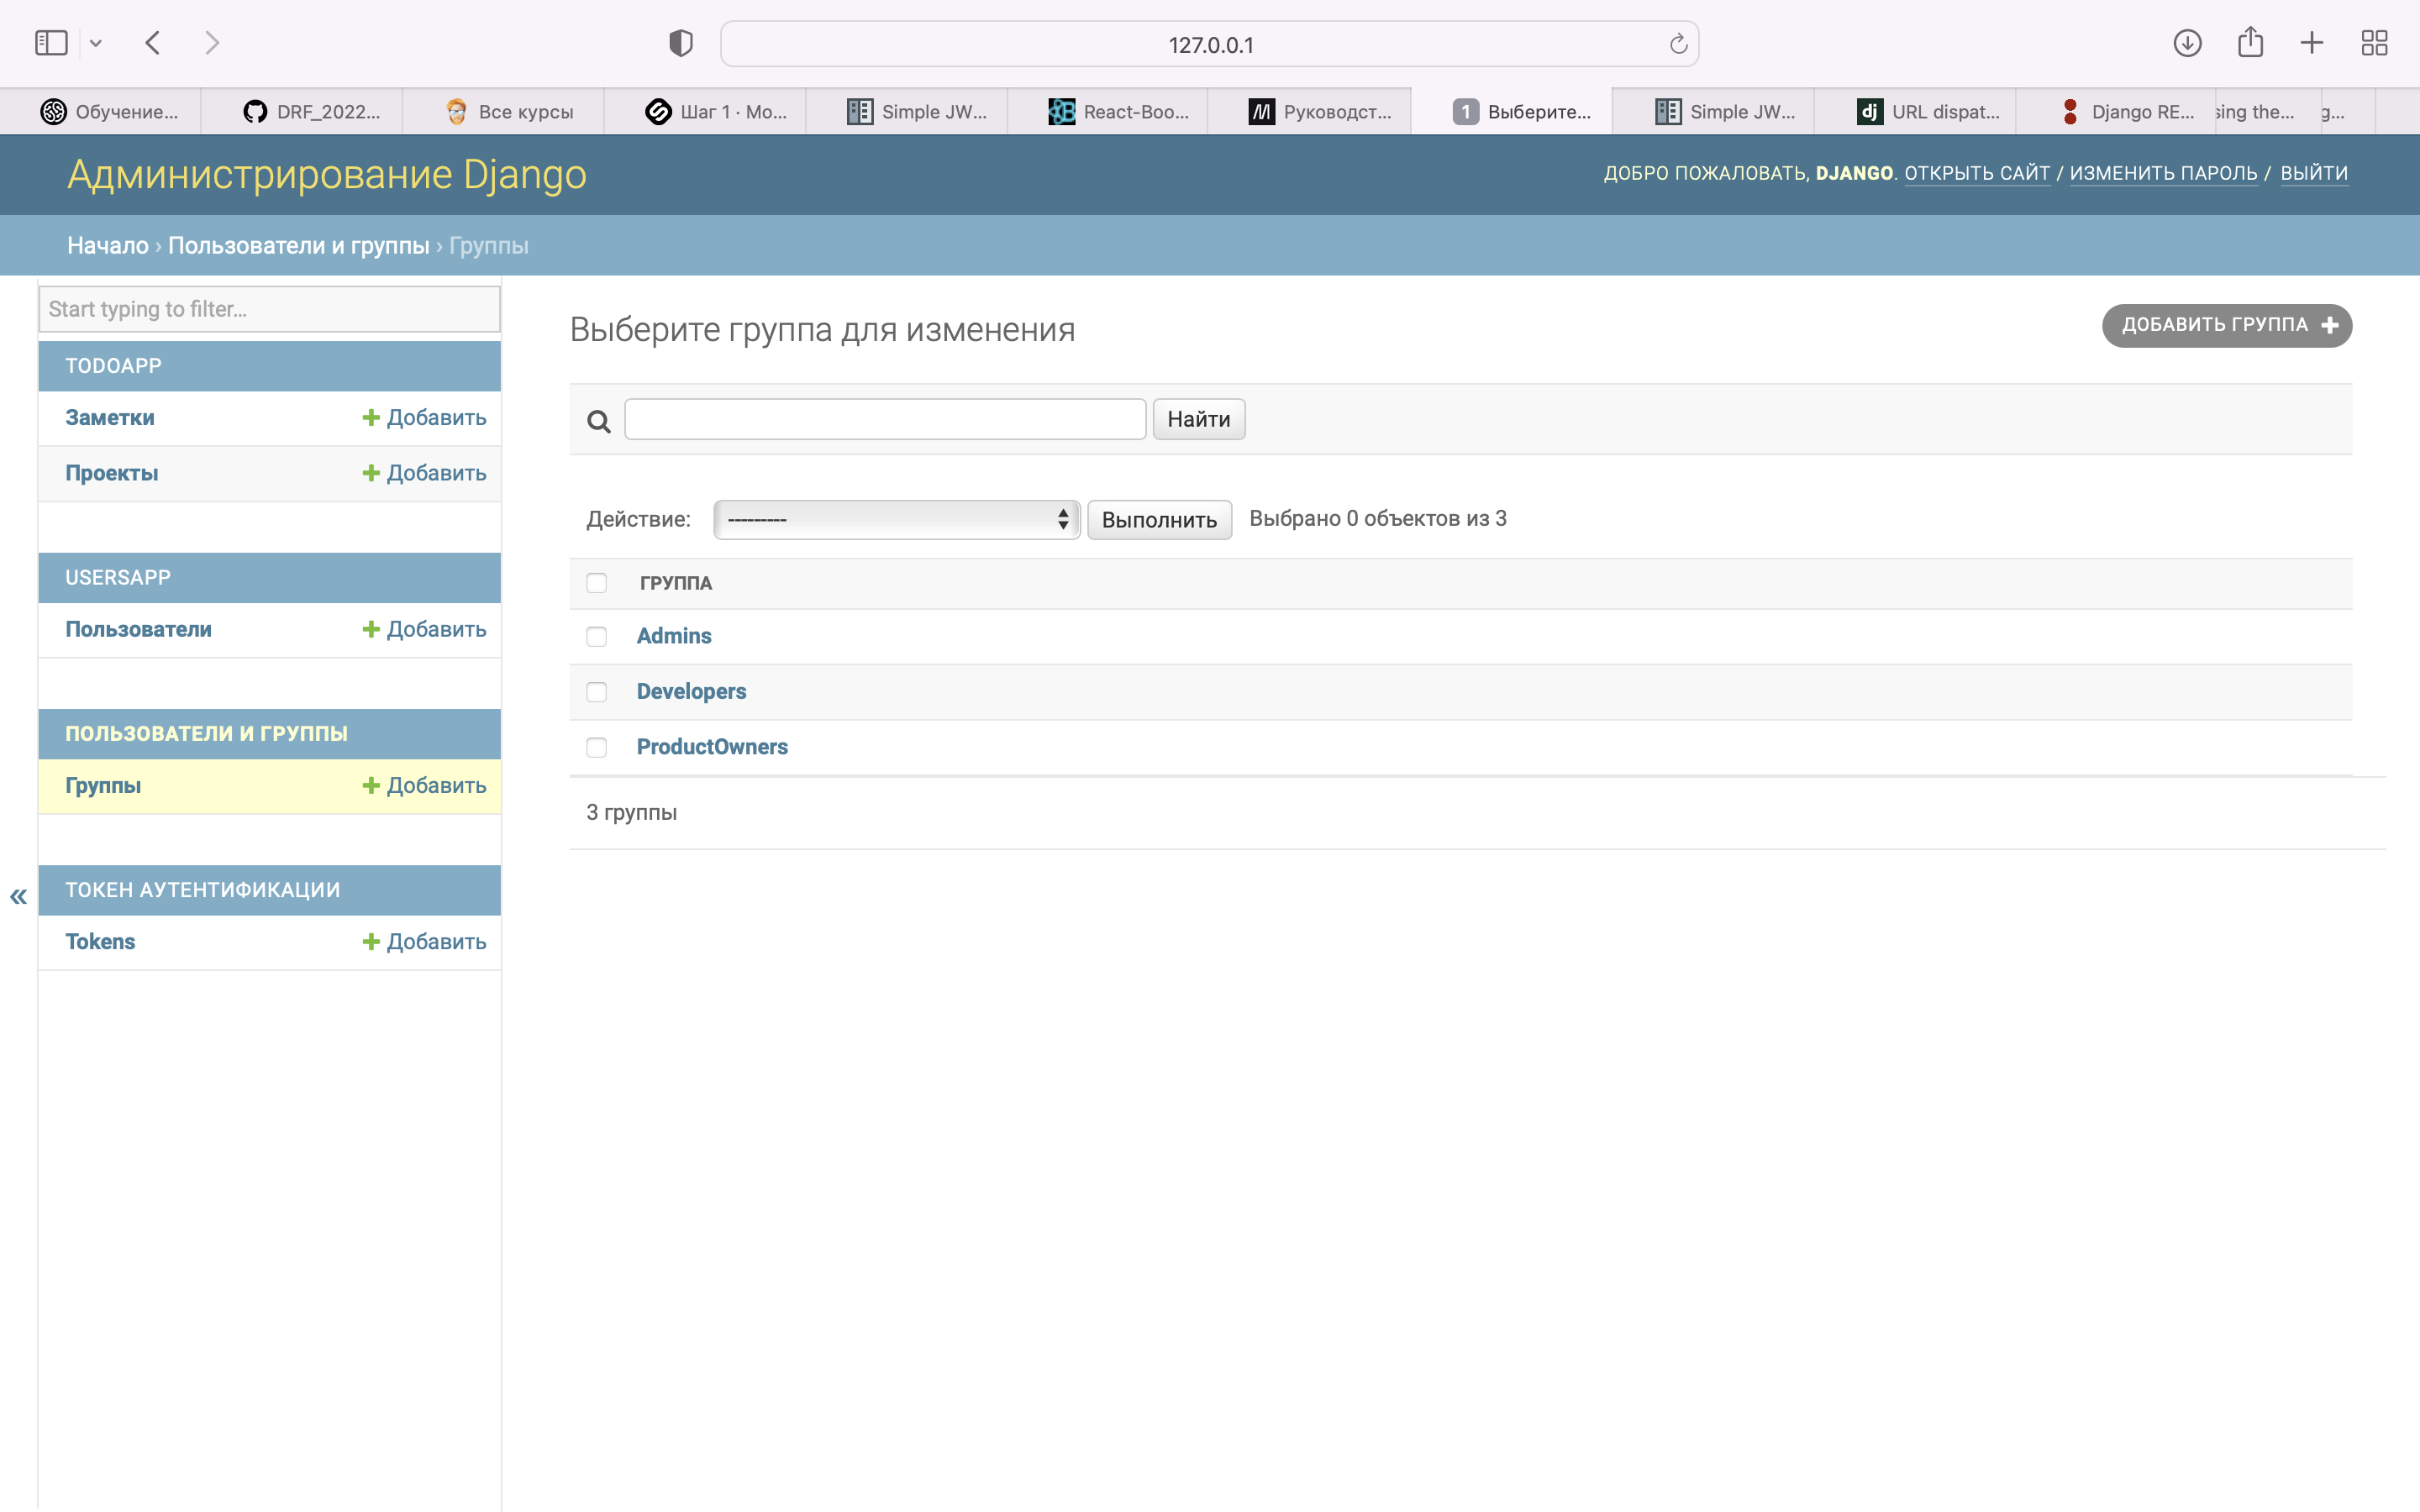 127.0.0.1
Обучение...
DRF_2022...
Все курсы
Шаг 1 · Mo...
Simple JW...
React-Boo...
Руководст...
1 Выберите...
Simple JW...
dj URL dispat...
Django RE...
sing the...
g...
Администрирование Django
ДОБРО ПОЖАЛОВАТЬ, DJANGO. ОТКРЫТЬ САЙТ / ИЗМЕНИТЬ ПАРОЛЬ / ВЫЙТИ
Начало › Пользователи и группы › Группы
Start typing to filter...
TODOAPP
Заметки + Добавить
Проекты + Добавить
USERSAPP
Пользователи + Добавить
ПОЛЬЗОВАТЕЛИ И ГРУППЫ
Группы + Добавить
ТОКЕН АУТЕНТИФИКАЦИИ
Tokens + Добавить
«
Выберите группа для изменения
ДОБАВИТЬ ГРУППА +
Найти
Действие: --------- Выполнить Выбрано 0 объектов из 3
ГРУППА
Admins
Developers
ProductOwners
3 группы